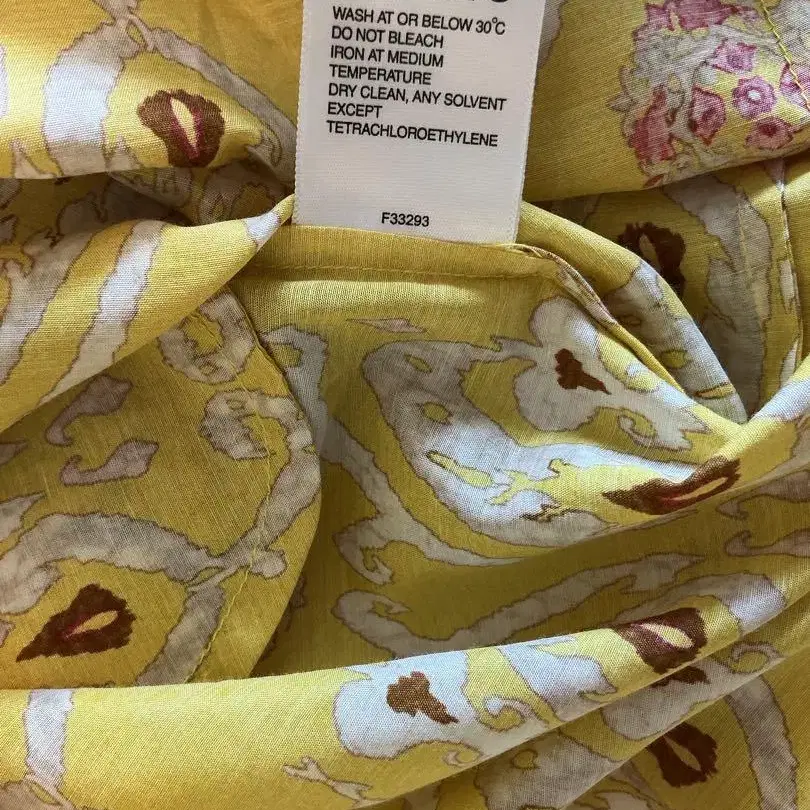 WASH AT OR BELOW 30°C
DO NOT BLEACH
IRON AT MEDIUM
TEMPERATURE
DRY CLEAN, ANY SOLVENT
EXCEPT
TETRACHLOROETHYLENE
F33293